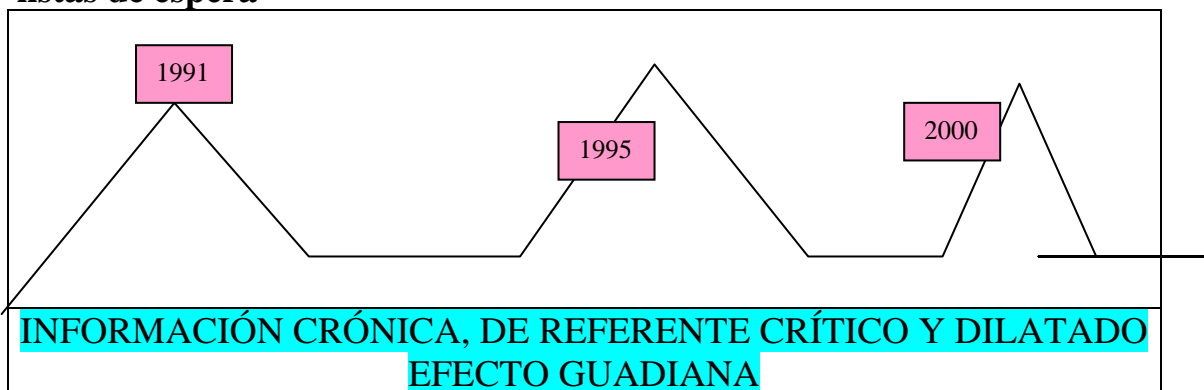 listas de espera
1991
1995
2000
INFORMACIÓN CRÓNICA, DE REFERENTE CRÍTICO Y DILATADO
EFECTO GUADIANA